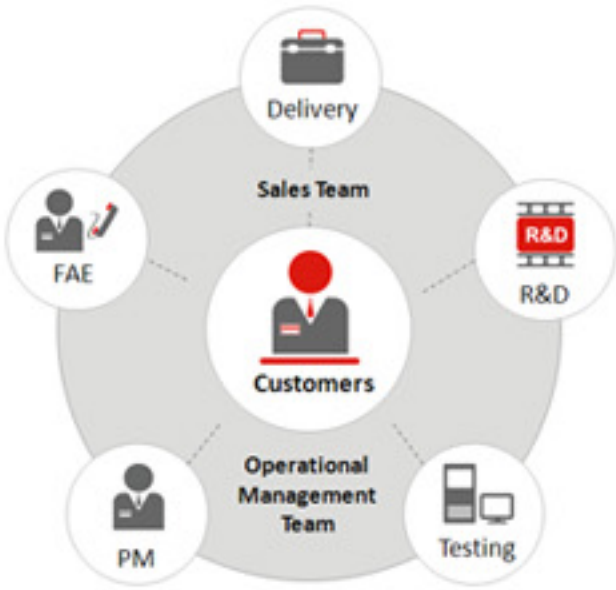 Delivery
Sales Team
FAE
R&D
R&D
Customers
Operational
Management
Team
PM
Testing